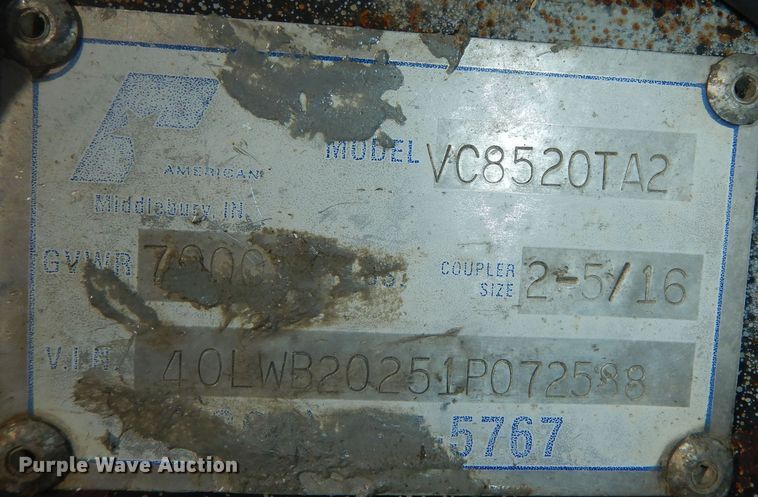 AMERICAN
Middlebury, IN.
MODEL VC8520TA2
GVWR
COUPLER SIZE 2-5/16
V.I.N. 40LWB20251P072588
-5767
Purple Wave Auction